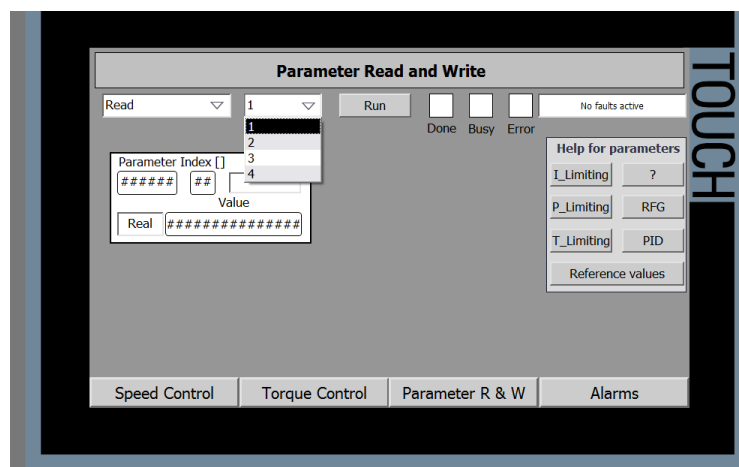 Parameter Read and Write
Read
1
Run
Done
Busy
Error
No faults active
1
2
3
4
Parameter Index []
###### ##
Value
Real ###############
Help for parameters
I_Limiting ?
P_Limiting RFG
T_Limiting PID
Reference values
Speed Control
Torque Control
Parameter R & W
Alarms
TOUCH